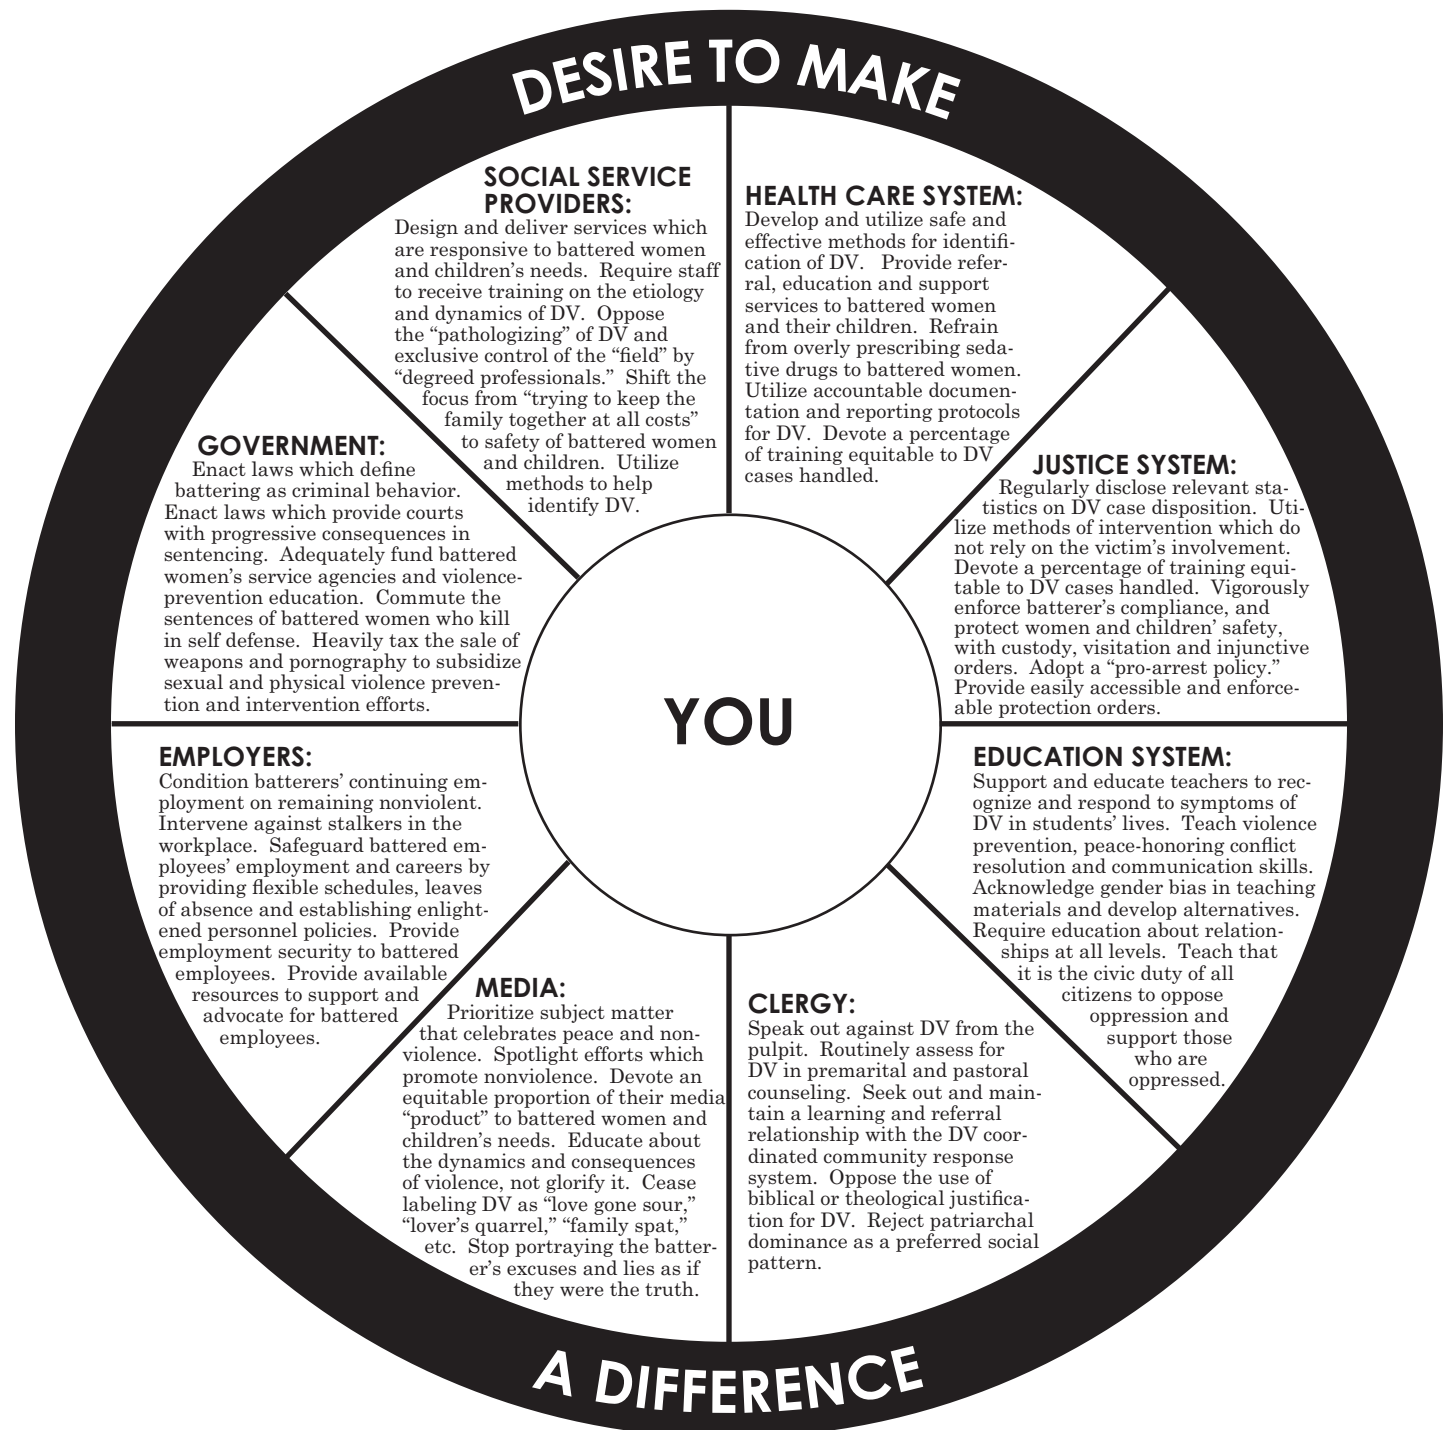 DESIRE TO MAKE
SOCIAL SERVICE
PROVIDERS:
Design and deliver services which
are responsive to battered women
and children’s needs.  Require staff
to receive training on the etiology
and dynamics of DV.  Oppose
the “pathologizing” of DV and
exclusive control of the “field” by
“degreed professionals.”  Shift the
focus from “trying to keep the
family together at all costs”
to safety of battered women
and children.  Utilize
methods to help
identify DV.
HEALTH CARE SYSTEM:
Develop and utilize safe and
effective methods for identifi-
cation of DV.   Provide refer-
ral, education and support
services to battered women
and their children.  Refrain
from overly prescribing seda-
tive drugs to battered women.
Utilize accountable documen-
tation and reporting protocols
for DV.  Devote a percentage
of training equitable to DV
cases handled.
JUSTICE SYSTEM:
Regularly disclose relevant sta-
tistics on DV case disposition.  Uti-
lize methods of intervention which do
not rely on the victim’s involvement.
Devote a percentage of training equi-
table to DV cases handled.  Vigorously
enforce batterer’s compliance, and
protect women and children’ safety,
with custody, visitation and injunctive
orders.  Adopt a “pro-arrest policy.”
Provide easily accessible and enforce-
able protection orders.
EDUCATION SYSTEM:
Support and educate teachers to rec-
ognize and respond to symptoms of
DV in students’ lives.  Teach violence
prevention, peace-honoring conflict
resolution and communication skills.
Acknowledge gender bias in teaching
materials and develop alternatives.
Require education about relation-
ships at all levels.  Teach that
it is the civic duty of all
citizens to oppose
oppression and
support those
who are
oppressed.
CLERGY:
Speak out against DV from the
pulpit.  Routinely assess for
DV in premarital and pastoral
counseling.  Seek out and main-
tain a learning and referral
relationship with the DV coor-
dinated community response
system.  Oppose the use of
biblical or theological justifica-
tion for DV.  Reject patriarchal
dominance as a preferred social
pattern.
MEDIA:
Prioritize subject matter
that celebrates peace and non-
violence.  Spotlight efforts which
promote nonviolence.  Devote an
equitable proportion of their media
“product” to battered women and
children’s needs.  Educate about
the dynamics and consequences
of violence, not glorify it.  Cease
labeling DV as “love gone sour,”
“lover’s quarrel,” “family spat,”
etc.  Stop portraying the batter-
er’s excuses and lies as if
they were the truth.
EMPLOYERS:
Condition batterers’ continuing em-
ployment on remaining nonviolent.
Intervene against stalkers in the
workplace.  Safeguard battered em-
ployees’ employment and careers by
providing flexible schedules, leaves
of absence and establishing enlight-
ened personnel policies.  Provide
employment security to battered
employees.  Provide available
resources to support and
advocate for battered
employees.
GOVERNMENT:
Enact laws which define
battering as criminal behavior.
Enact laws which provide courts
with progressive consequences in
sentencing.  Adequately fund battered
women’s service agencies and violence-
prevention education.  Commute the
sentences of battered women who kill
in self defense.  Heavily tax the sale of
weapons and pornography to subsidize
sexual and physical violence preven-
tion and intervention efforts.
YOU
A DIFFERENCE